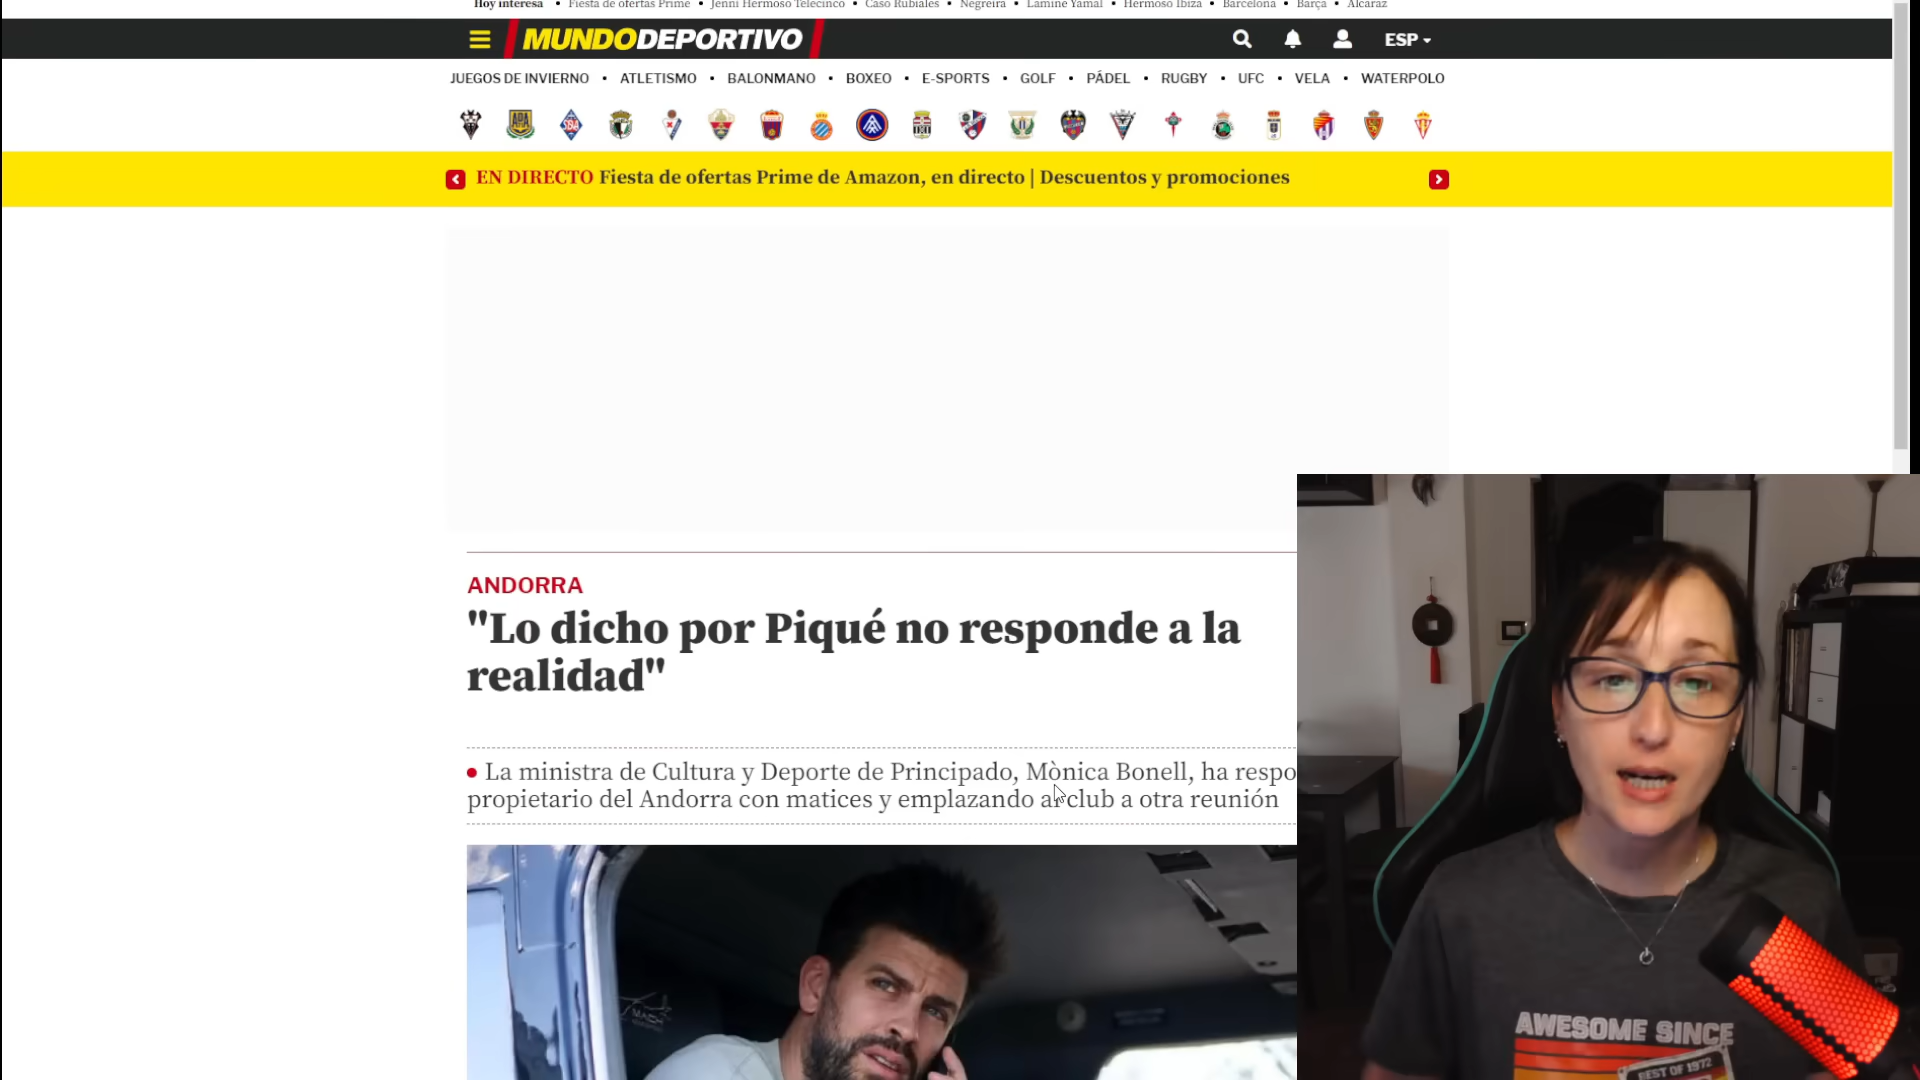 Hoy interesa • Fiesta de ofertas Prime • Jenni Hermoso Telecinco • Caso Rubiales • Negreira • Lamine Yamal • Hermoso Ibiza • Barcelona • Barça • Alcaraz
MUNDODEPORTIVO
ESP
JUEGOS DE INVIERNO • ATLETISMO • BALONMANO • BOXEO • E-SPORTS • GOLF • PÁDEL • RUGBY • UFC • VELA • WATERPOLO
EN DIRECTO Fiesta de ofertas Prime de Amazon, en directo | Descuentos y promociones
ANDORRA
"Lo dicho por Piqué no responde a la
realidad"
La ministra de Cultura y Deporte de Principado, Mònica Bonell, ha respo
propietario del Andorra con matices y emplazando al club a otra reunión
AWESOME SINCE
BEST OF 1972